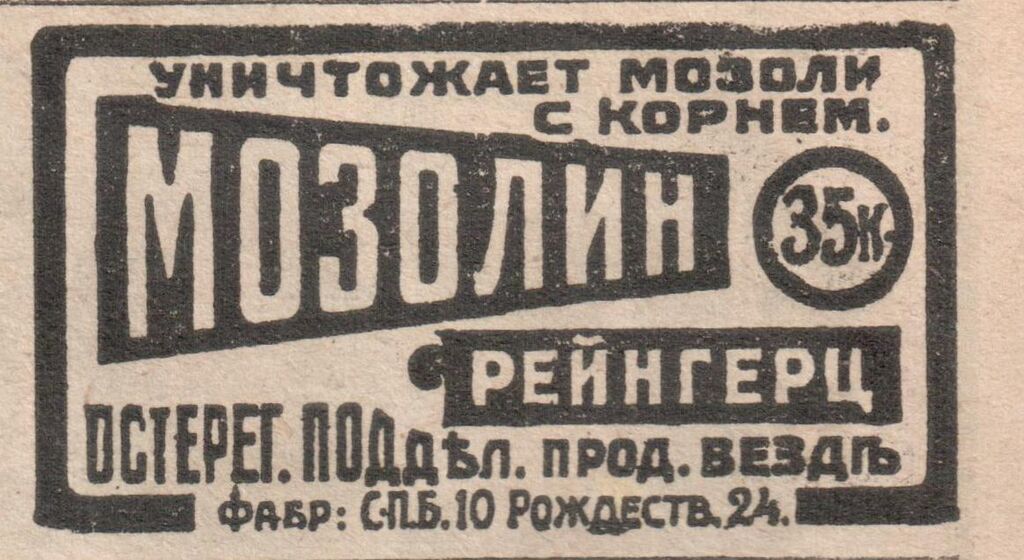 УНИЧТОЖАЕТ МОЗОЛИ
С КОРНЕМ.
МОЗОЛИН
35к.
РЕЙНГЕРЦ
ОСТЕРЕГ. ПОДДѢЛ. ПРОД. ВЕЗДѢ
ФАБР: С.П.Б. 10 РОЖДЕСТВ. 24.